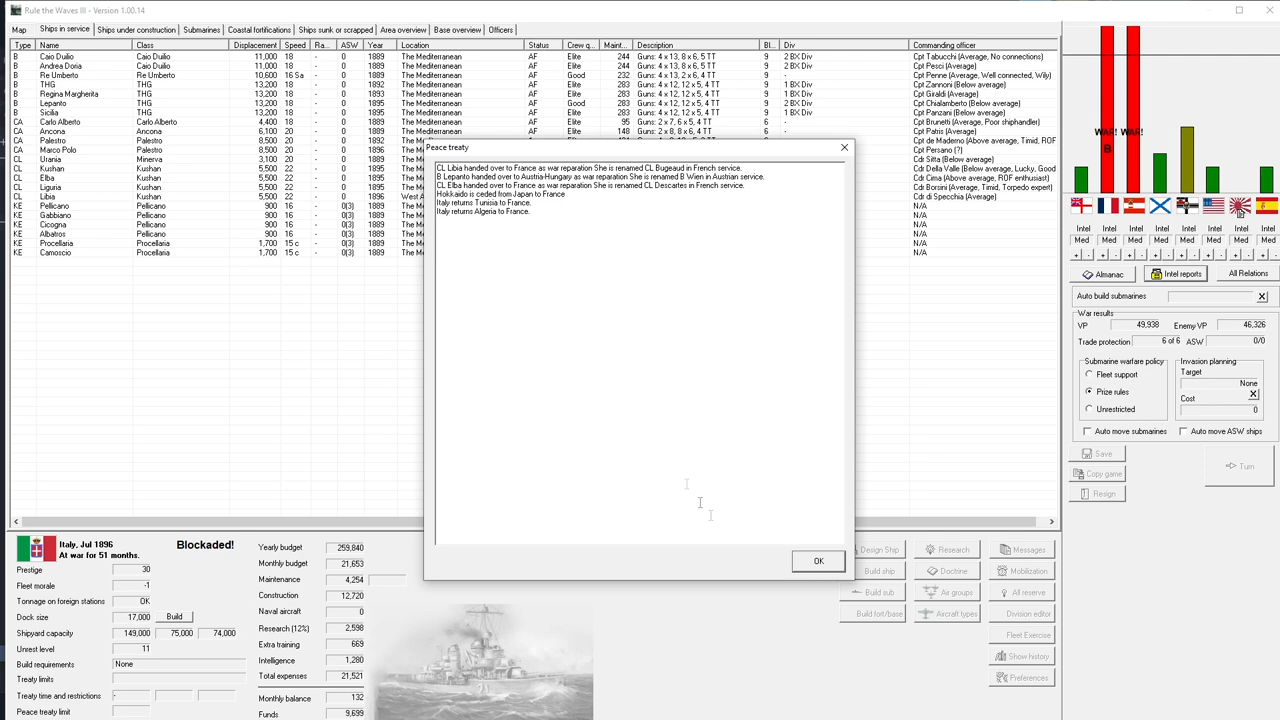 Rule the Waves III - Version 1.00.14
Map Ships in service Ships under construction Submarines Coastal fortifications Ships sunk or scrapped Area overview Base overview Officers
Type Name Class Displacement Speed Ra... ASW Year Location Status Crew q... Maint... Description Bl... Div Commanding officer
B Caio Duilio Caio Duilio 11,000 18 - 0 1889 The Mediterranean AF Elite 244 Guns: 4 x 13, 8 x 6, 5 TT 9 2 BX Div Cpt Tabucchi (Average, No connections)
B Andrea Doria Caio Duilio 11,000 18 - 0 1889 The Mediterranean AF Elite 244 Guns: 4 x 13, 8 x 6, 5 TT 9 2 BX Div Cpt Pesci (Average)
B Re Umberto Re Umberto 10,600 16 Sa - 0 1889 The Mediterranean AF Good 232 Guns: 4 x 13, 2 x 6, 4 TT 9 - Cpt Penne (Average, Well connected, Wily)
B THG THG 13,200 18 - 0 1892 The Mediterranean AF Elite 283 Guns: 4 x 12, 12 x 5, 4 TT 9 1 BX Div Cpt Zannoni (Below average)
B Regina Margherita THG 13,200 18 - 0 1893 The Mediterranean AF Elite 283 Guns: 4 x 12, 12 x 5, 4 TT 9 1 BX Div Cpt Giraldi (Average)
B Lepanto THG 13,200 18 - 0 1892 The Mediterranean AF Good 283 Guns: 4 x 12, 12 x 5, 4 TT 9 2 BX Div Cpt Chialamberto (Below average)
B Sicilia THG 13,200 18 - 0 1895 The Mediterranean AF Elite 283 Guns: 4 x 12, 12 x 5, 4 TT 9 1 BX Div Cpt Panzani (Below average)
CA Carlo Alberto Carlo Alberto 4,400 20 - 0 1889 The Mediterranean AF Elite 95 Guns: 2 x 7, 6 x 5, 4 TT 6 - Cpt Brunetti (Average, Poor shiphandler)
CA Ancona Ancona 6,100 20 - 0 1889 The Mediterranean AF Elite 148 Guns: 2 x 8, 8 x 6, 4 TT 6 - Cpt Patris (Average)
CA Palestro Palestro 8,500 20 - 0 1892 The Mediterranean Cpt de Maderno (Average, Timid, ROF
CA Marco Polo Palestro 8,500 20 - 0 1896 The Mediterranean Cpt Persano (?)
CL Urania Minerva 3,100 20 - 0 1889 The Me Cdr Sitta (Below average)
CL Kushan Kushan 5,500 22 - 0 1889 The Me Cdr Della Valle (Below average, Good
CL Elba Kushan 5,500 22 - 0 1889 The Me Cdr Cima (Above average, ROF enthusiast)
CL Liguria Kushan 5,500 22 - 0 1892 The Me Cdr Borsini (Average, Timid, Torpedo expert)
CL Libia Kushan 5,500 22 - 0 1896 West A Cdr di Specchia (Average)
KE Pellicano Pellicano 900 16 - 0(3) 1889 The Me N/A
KE Gabbiano Pellicano 900 16 - 0(3) 1889 The Me N/A
KE Cicogna Pellicano 900 16 - 0(3) 1889 The Me N/A
KE Albatros Pellicano 900 16 - 0(3) 1889 The Me N/A
KE Procellaria Procellaria 1,700 15 c - 0(3) 1889 The Me N/A
KE Camoscio Procellaria 1,700 15 c - 0(3) 1889 The Me N/A
Peace treaty
CL Libia handed over to France as war reparation She is renamed CL Bugeaud in French service.
B Lepanto handed over to Austria-Hungary as war reparation She is renamed B Wien in Austrian service.
CL Elba handed over to France as war reparation She is renamed CL Descartes in French service.
Hokkaido is ceded from Japan to France
Italy returns Tunisia to France.
Italy returns Algeria to France.
OK
WAR! WAR!
B
Intel Intel Intel Intel Intel Intel Intel Intel
Med Med Med Med Med Med Med Med
+ - + - + - + - + - + - + - + -
Almanac Intel reports All Relations
Auto build submarines X
War results
VP 49,938 Enemy VP 46,326
Trade protection 6 of 6 ASW 0/0
Submarine warfare policy
Fleet support
Prize rules
Unrestricted
Invasion planning
Target
None
Cost X
0
Auto move submarines Auto move ASW ships
Save
Copy game
Resign
Turn
Italy, Jul 1896
At war for 51 months.
Blockaded!
Prestige 30
Fleet morale -1
Tonnage on foreign stations OK
Dock size 17,000 Build
Shipyard capacity 149,000 75,000 74,000
Unrest level 11
Build requirements None
Treaty limits
Treaty time and restrictions -
Peace treaty limit
Yearly budget 259,840
Monthly budget 21,653
Maintenance 4,254
Construction 12,720
Naval aircraft 0
Research (12%) 2,598
Extra training 669
Intelligence 1,280
Total expenses 21,521
Monthly balance 132
Funds 9,699
Design Ship Research Messages
Build ship Doctrine Mobilization
Build sub Air groups All reserve
Build fort/base Aircraft types Division editor
Fleet Exercise
Show history
Preferences